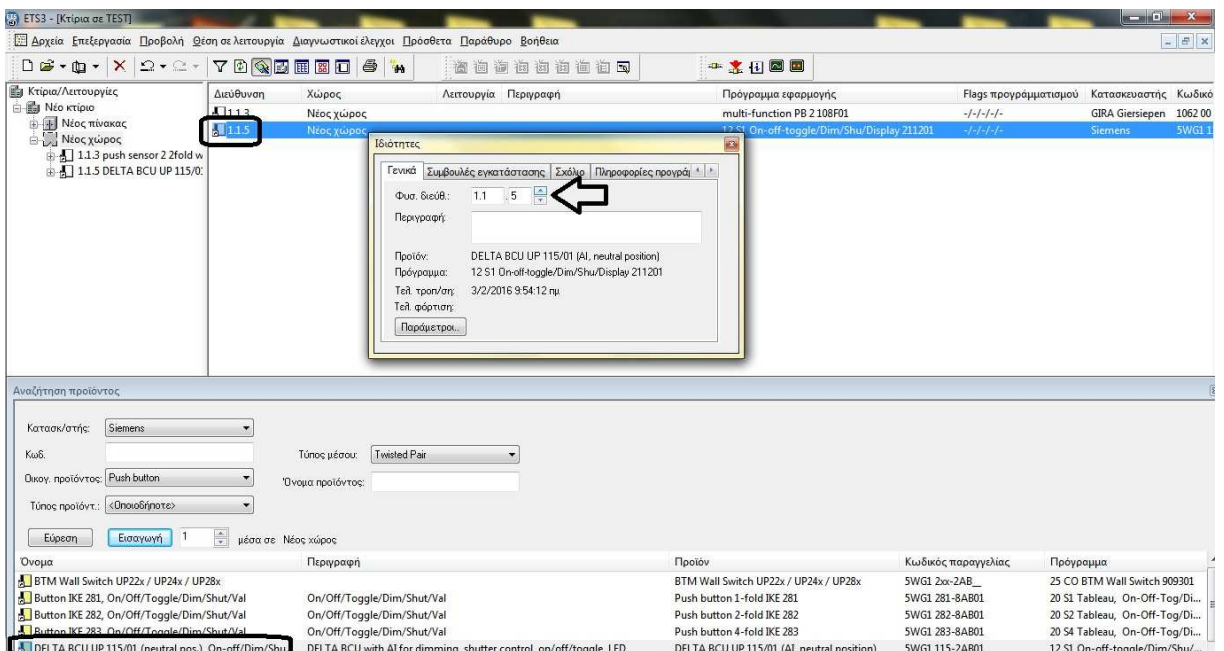 ETS3 - [Κτίρια σε TEST]
Αρχεία Επεξεργασία Προβολή Θέση σε λειτουργία Διαγνωστικοί έλεγχοι Πρόσθετα Παράθυρο Βοήθεια
Κτίρια/Λειτουργίες
Νέο κτίριο
Νέος πίνακας
Νέος χώρος
1.1.3 push sensor 2 2fold w
1.1.5 DELTA BCU UP 115/0
Διεύθυνση Χώρος Λειτουργία Περιγραφή Πρόγραμμα εφαρμογής Flags προγράμματισμού Κατασκευαστής Κωδικό
1.1.3 Νέος χώρος multi-function PB 2 108F01 -/-/-/-/- GIRA Giersiepen 1062 00
1.1.5 Νέος χώρος 12 S1 On-off-toggle/Dim/Shu/Display 211201 -/-/-/-/- Siemens 5WG1 1
Ιδιότητες
Γενικά Συμβουλές εγκατάστασης Σχόλιο Πληροφορίες προγρά
Φυσ. διεύθ.: 1.1 .5
Περιγραφή:
Προϊόν: DELTA BCU UP 115/01 (AI, neutral position)
Πρόγραμμα: 12 S1 On-off-toggle/Dim/Shu/Display 211201
Τελ. τροπ/ση: 3/2/2016 9:54:12 πμ
Τελ. φόρτιση:
Παράμετροι..
Αναζήτηση προϊόντος
Κατασκ/στής: Siemens
Κωδ. Τύπος μέσου: Twisted Pair
Οικογ. προϊόντος: Push button Όνομα προϊόντος:
Τύπος προϊόντ.: <Οποιοδήποτε>
Εύρεση Εισαγωγή 1 μέσα σε Νέος χώρος
Όνομα Περιγραφή Προϊόν Κωδικός παραγγελίας Πρόγραμμα
BTM Wall Switch UP22x / UP24x / UP28x BTM Wall Switch UP22x / UP24x / UP28x 5WG1 2xx-2AB__ 25 CO BTM Wall Switch 909301
Button IKE 281, On/Off/Toggle/Dim/Shut/Val On/Off/Toggle/Dim/Shut/Val Push button 1-fold IKE 281 5WG1 281-8AB01 20 S1 Tableau, On-Off-Tog/Di...
Button IKE 282, On/Off/Toggle/Dim/Shut/Val On/Off/Toggle/Dim/Shut/Val Push button 2-fold IKE 282 5WG1 282-8AB01 20 S2 Tableau, On-Off-Tog/Di...
Button IKE 283, On/Off/Toggle/Dim/Shut/Val On/Off/Toggle/Dim/Shut/Val Push button 4-fold IKE 283 5WG1 283-8AB01 20 S4 Tableau, On-Off-Tog/Di...
DELTA BCU UP 115/01 (neutral pos.), On-off/Dim/Shu DELTA BCU with AI for dimming, shutter control, on/off/toggle, LED DELTA BCU UP 115/01 (AI, neutral position) 5WG1 115-2AB01 12 S1 On-off-toggle/Dim/Shu/...